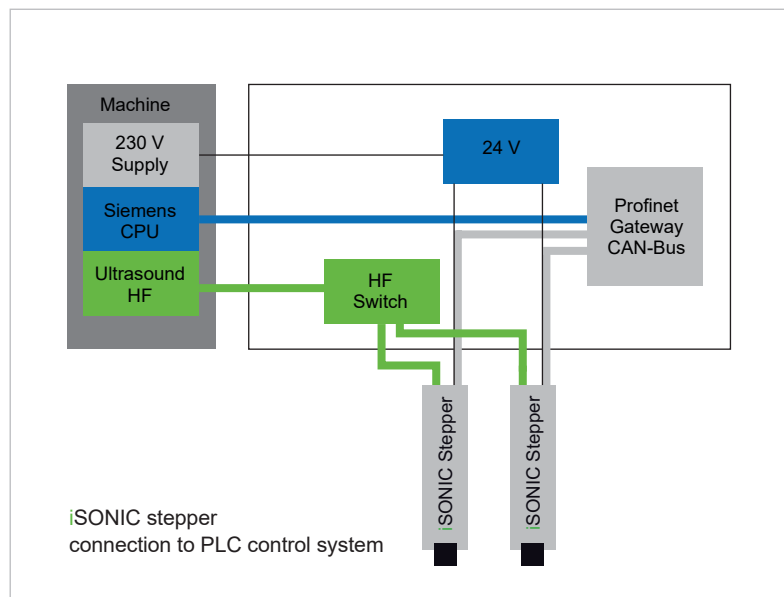 Machine
230 V
Supply
Siemens
CPU
Ultrasound
HF
24 V
Profinet
Gateway
CAN-Bus
HF
Switch
iSONIC Stepper
iSONIC Stepper
iSONIC stepper
connection to PLC control system